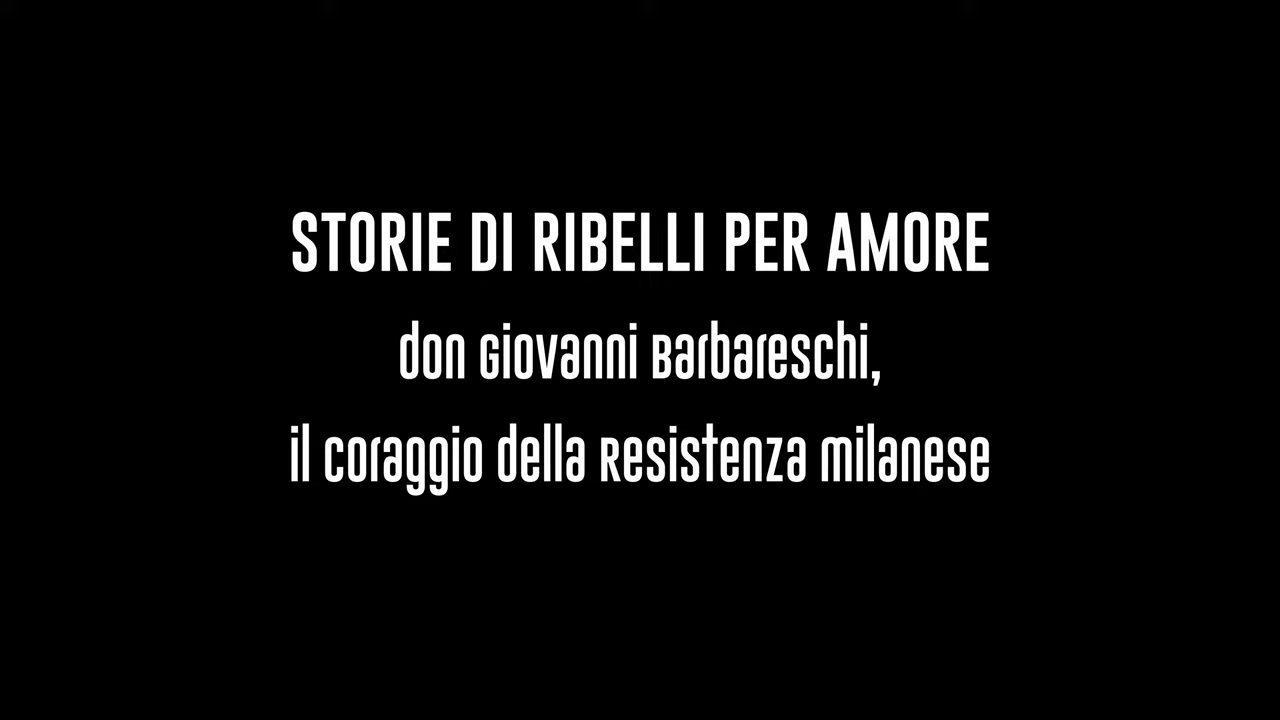 STORIE DI RIBELLI PER AMORE
don Giovanni Barbareschi,
il coraggio della Resistenza milanese